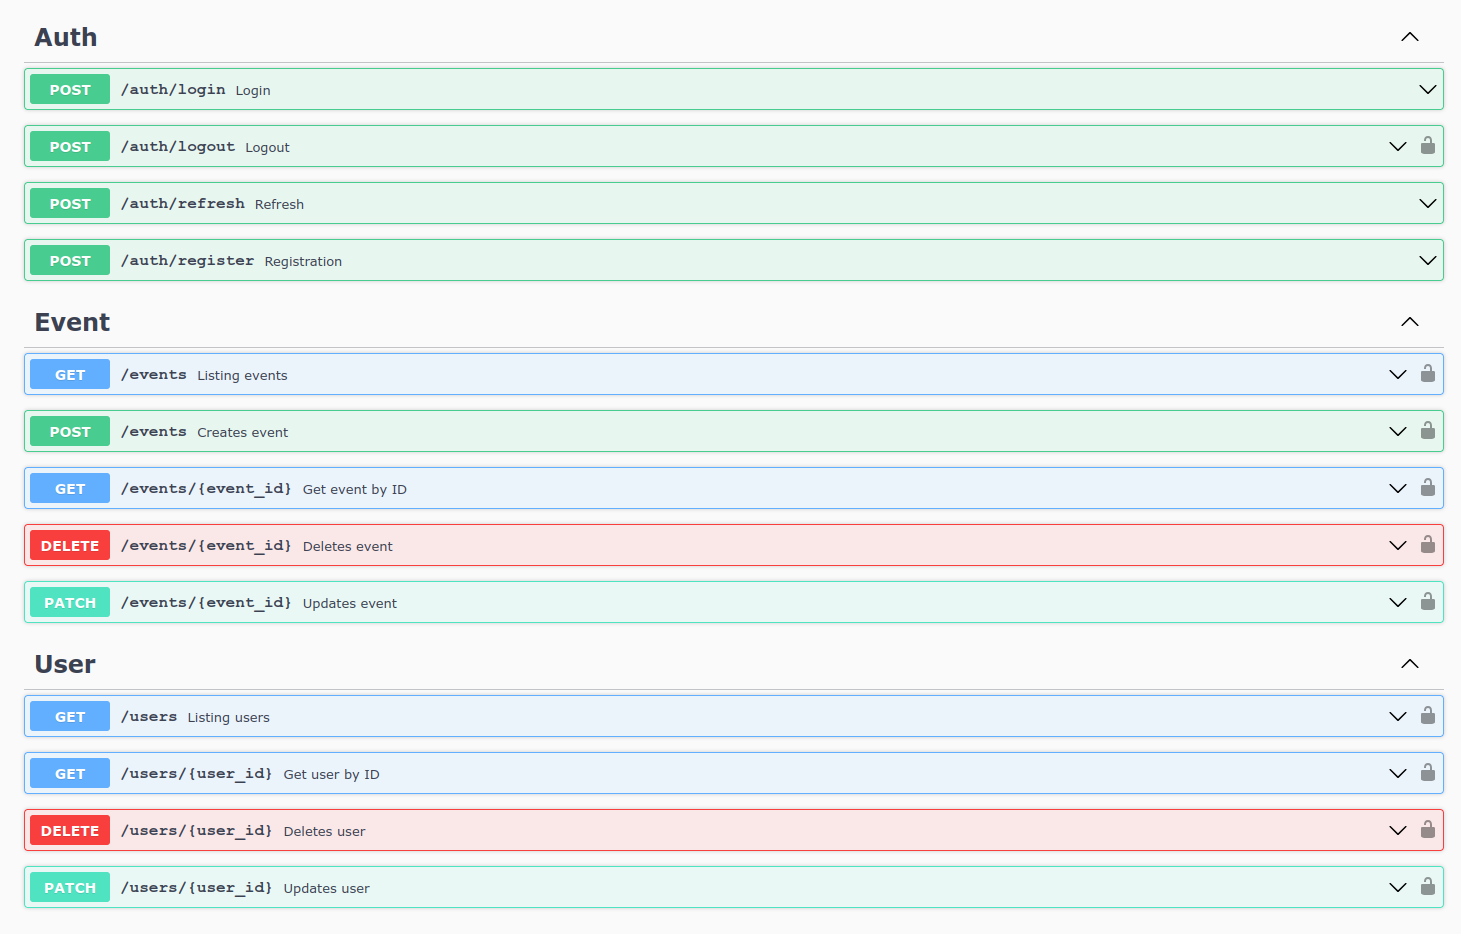 Auth
POST /auth/login Login
POST /auth/logout Logout
POST /auth/refresh Refresh
POST /auth/register Registration
Event
GET /events Listing events
POST /events Creates event
GET /events/{event_id} Get event by ID
DELETE /events/{event_id} Deletes event
PATCH /events/{event_id} Updates event
User
GET /users Listing users
GET /users/{user_id} Get user by ID
DELETE /users/{user_id} Deletes user
PATCH /users/{user_id} Updates user